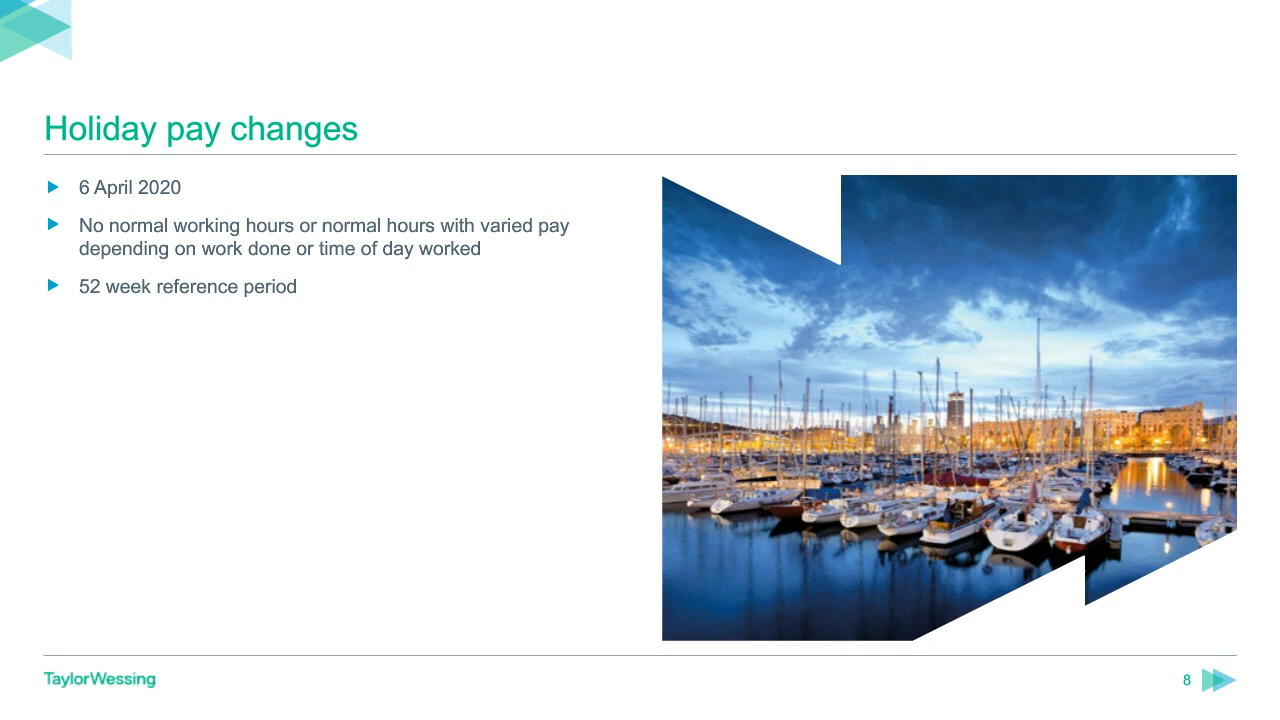 Holiday pay changes
6 April 2020
No normal working hours or normal hours with varied pay
depending on work done or time of day worked
52 week reference period
TaylorWessing
8